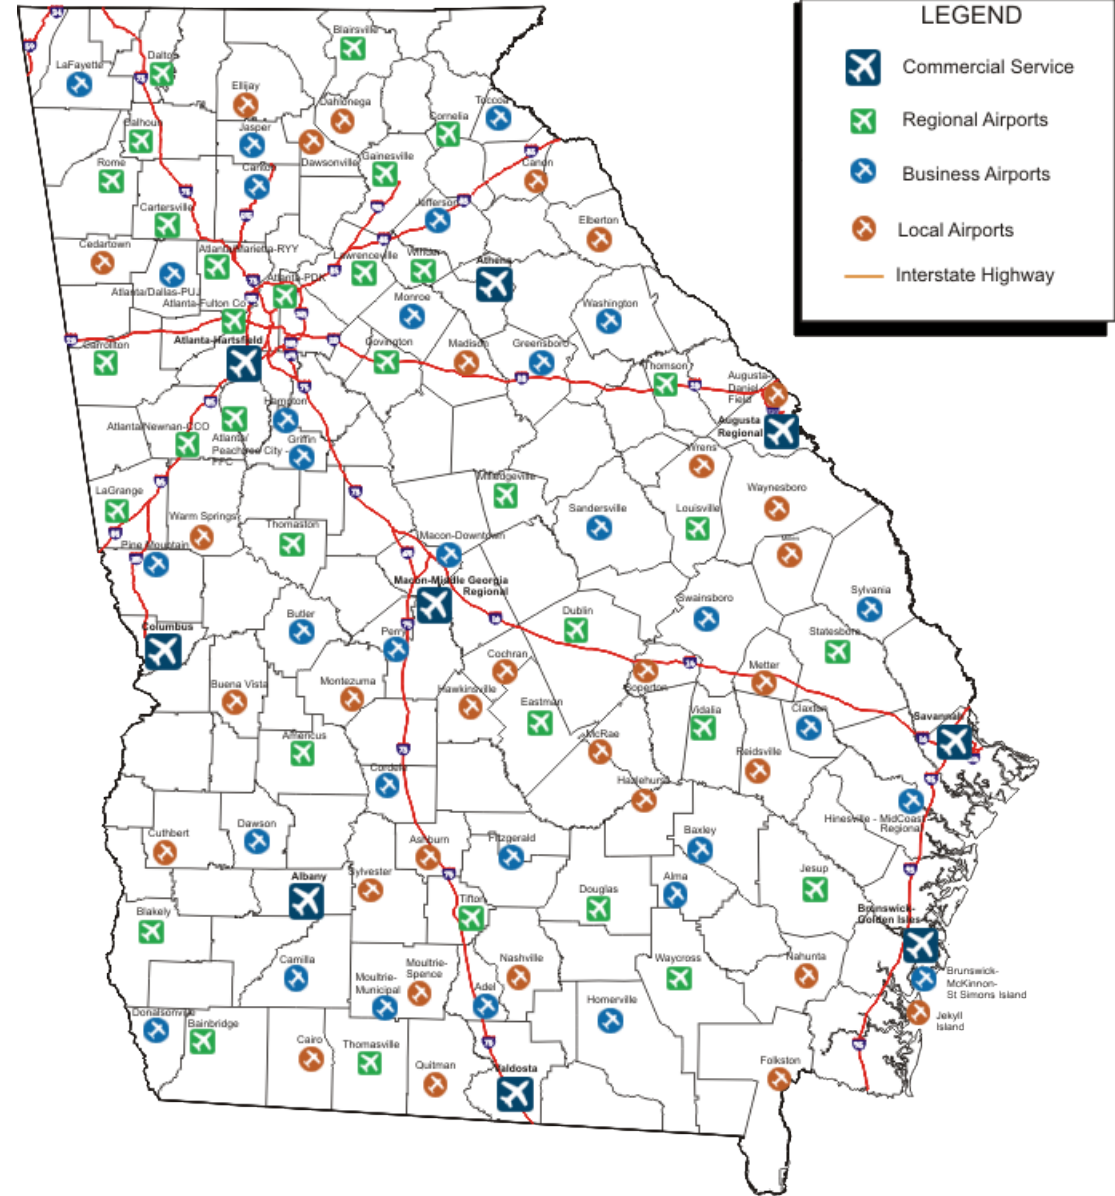 LEGEND
Commercial Service
Regional Airports
Business Airports
Local Airports
Interstate Highway
Blairsville
LaFayette
Dalton
Ellijay
Dahlonega
Toccoa
Cornelia
Calhoun
Jasper
Dawsonville
Gainesville
Canon
Rome
Canton
Jefferson
Cartersville
Elberton
Cedartown
Atlanta/Marietta-RYY
Lawrenceville
Winder
Athens
Atlanta-PDK
Atlanta/Dallas-PUJ
Atlanta-Fulton Co
Monroe
Washington
Atlanta-Hartsfield
Carrollton
Covington
Madison
Greensboro
Thomson
Augusta-
Daniel
Field
Augusta
Regional
Hampton
Atlanta/Newnan-CCO
Atlanta/
Peachtree City -
FFC
Griffin
Wrens
LaGrange
Milledgeville
Waynesboro
Warm Springs
Thomaston
Sandersville
Louisville
Pine Mountain
Macon-Downtown
Macon-Middle Georgia
Regional
Sylvania
Swainsboro
Butler
Dublin
Columbus
Perry
Statesboro
Cochran
Metter
Soperton
Buena Vista
Montezuma
Hawkinsville
Eastman
Vidalia
Claxton
Savannah
Americus
McRae
Reidsville
Cordele
Hazlehurst
Hinesville - MidCoast
Regional
Cuthbert
Dawson
Ashburn
Fitzgerald
Baxley
Albany
Sylvester
Alma
Jesup
Douglas
Tifton
Blakely
Brunswick-
Golden Isles
Camilla
Moultrie-
Municipal
Moultrie-
Spence
Nashville
Waycross
Nahunta
Brunswick-
McKinnon-
St Simons Island
Adel
Homerville
Jekyll
Island
Donalsonville
Bainbridge
Cairo
Thomasville
Quitman
Valdosta
Folkston